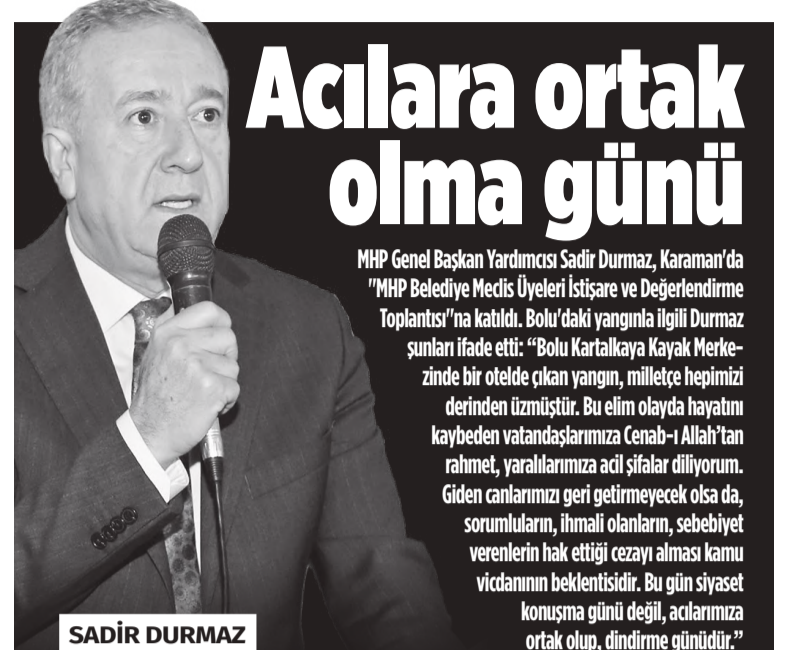 Acılara ortak
olma günü
MHP Genel Başkan Yardımcısı Sadir Durmaz, Karaman'da
"MHP Belediye Meclis Üyeleri İstişare ve Değerlendirme
Toplantısı"na katıldı. Bolu'daki yangınla ilgili Durmaz
şunları ifade etti: “Bolu Kartalkaya Kayak Merke-
zinde bir otelde çıkan yangın, milletçe hepimizi
derinden üzmüştür. Bu elim olayda hayatını
kaybeden vatandaşlarımıza Cenab-ı Allah’tan
rahmet, yaralılarımıza acil şifalar diliyorum.
Giden canlarımızı geri getirmeyecek olsa da,
sorumluların, ihmali olanların, sebebiyet
verenlerin hak ettiği cezayı alması kamu
vicdanının beklentisidir. Bu gün siyaset
konuşma günü değil, acılarımıza
ortak olup, dindirme günüdür.”
SADİR DURMAZ